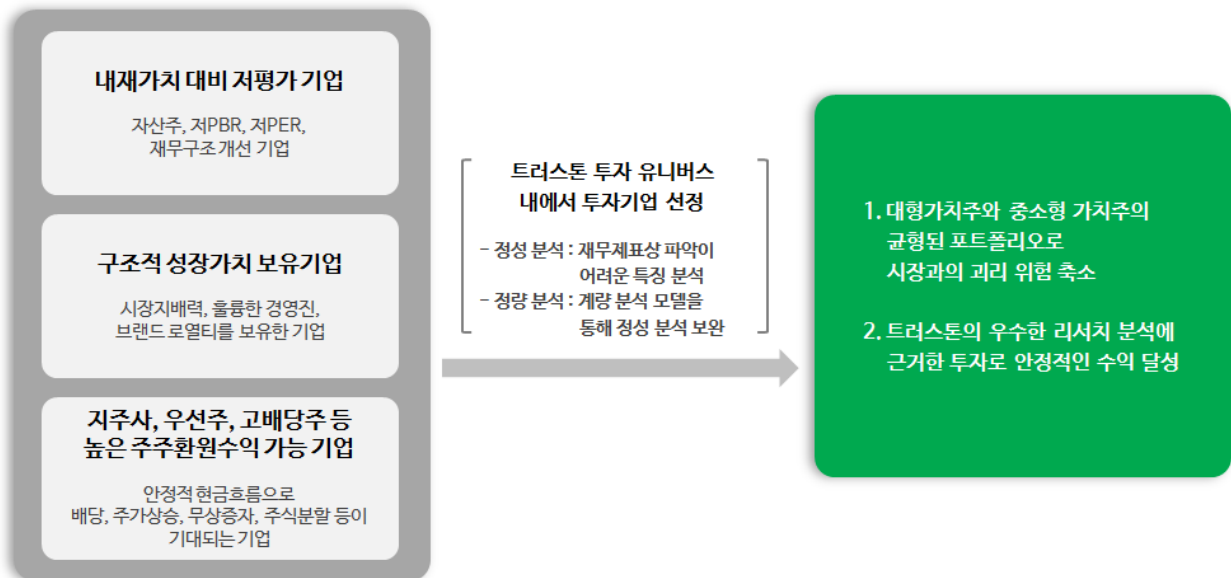 내재가치 대비 저평가 기업
자산주, 저PBR, 저PER,
재무구조 개선 기업
구조적 성장가치 보유기업
시장지배력, 훌륭한 경영진,
브랜드 로열티를 보유한 기업
지주사, 우선주, 고배당주 등
높은 주주환원수익 가능 기업
안정적 현금흐름으로
배당, 주가상승, 무상증자, 주식분할 등이
기대되는 기업
트러스톤 투자 유니버스
내에서 투자기업 선정
- 정성 분석 : 재무제표상 파악이
어려운 특징 분석
- 정량 분석 : 계량 분석 모델을
통해 정성 분석 보완
1. 대형가치주와 중소형 가치주의
균형된 포트폴리오로
시장과의 괴리 위험 축소
2. 트러스톤의 우수한 리서치 분석에
근거한 투자로 안정적인 수익 달성